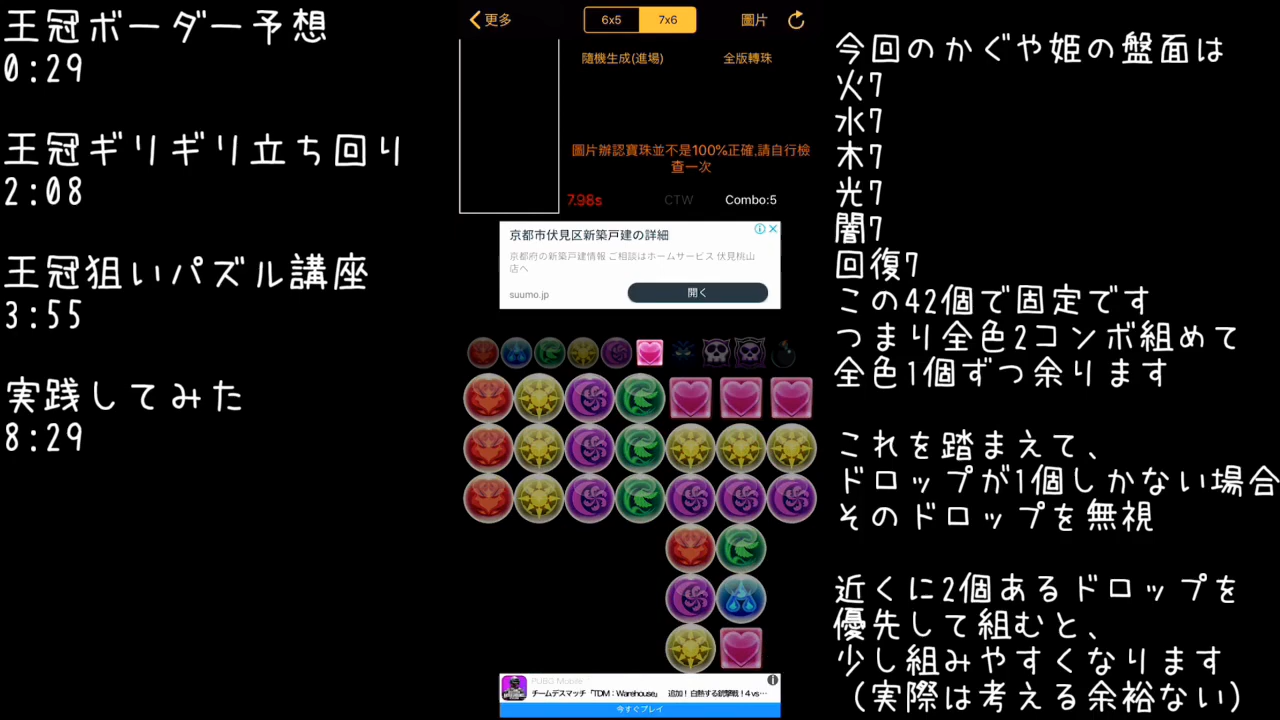 王冠ボーダー予想
0:29
王冠ギリギリ立ち回り
2:08
王冠狙いパズル講座
3:55
実践してみた
8:29
更多
6x5
7x6
圖片
隨機生成(進場)
全版轉珠
圖片辦認寶珠並不是100%正確,請自行檢
查一次
7.98s
CTW
Combo:5
京都市伏見区新築戸建の詳細
京都府の新築戸建情報 ご相談はホームサービス 伏見桃山
店へ
suumo.jp
開く
PUBG Mobile
チームデスマッチ「TDM：Warehouse」 追加！白熱する銃撃戦！4 vs…
今すぐプレイ
今回のかぐや姫の盤面は
火7
水7
木7
光7
闇7
回復7
この42個で固定です
つまり全色2コンボ組めて
全色1個ずつ余ります
これを踏まえて、
ドロップが1個しかない場合
そのドロップを無視
近くに2個あるドロップを
優先して組むと、
少し組みやすくなります
（実際は考える余裕ない）